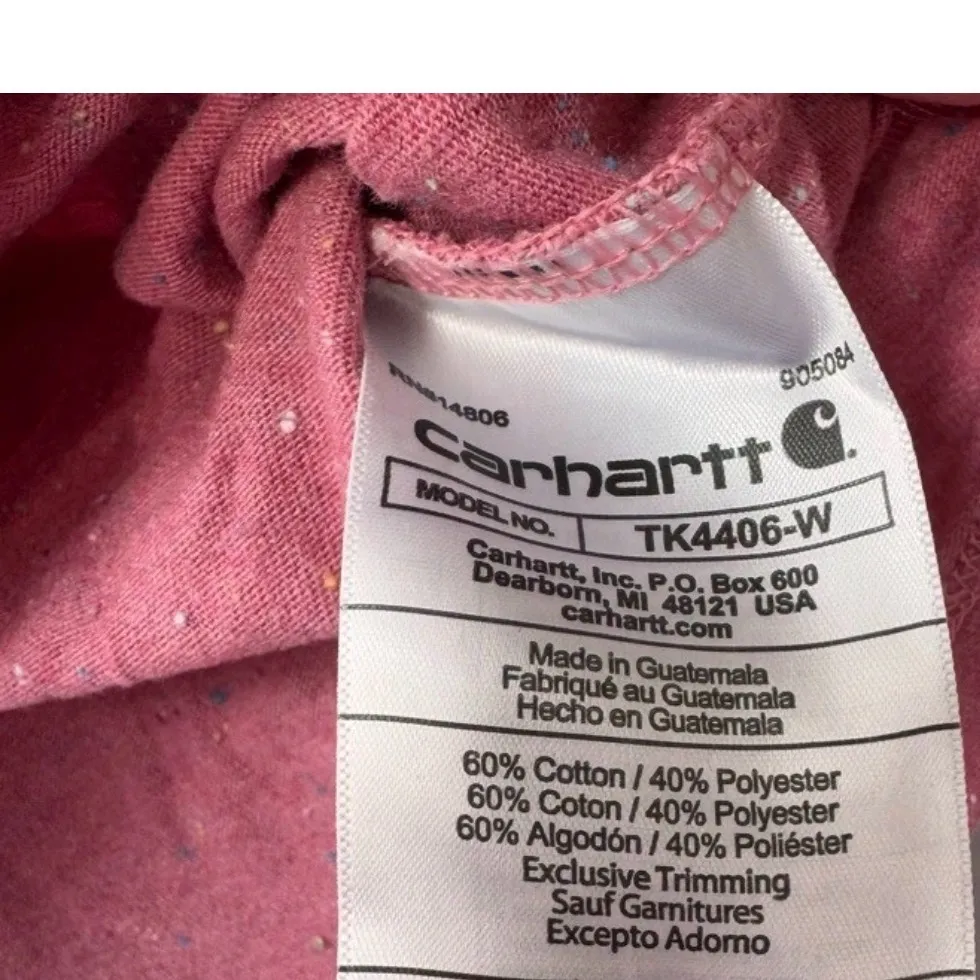 RN#14806
905084
carhartt
MODEL NO. TK4406-W
Carhartt, Inc. P.O. Box 600
Dearborn, MI 48121 USA
carhartt.com
Made in Guatemala
Fabriqué au Guatemala
Hecho en Guatemala
60% Cotton / 40% Polyester
60% Coton / 40% Polyester
60% Algodón / 40% Poliéster
Exclusive Trimming
Sauf Garnitures
Excepto Adorno